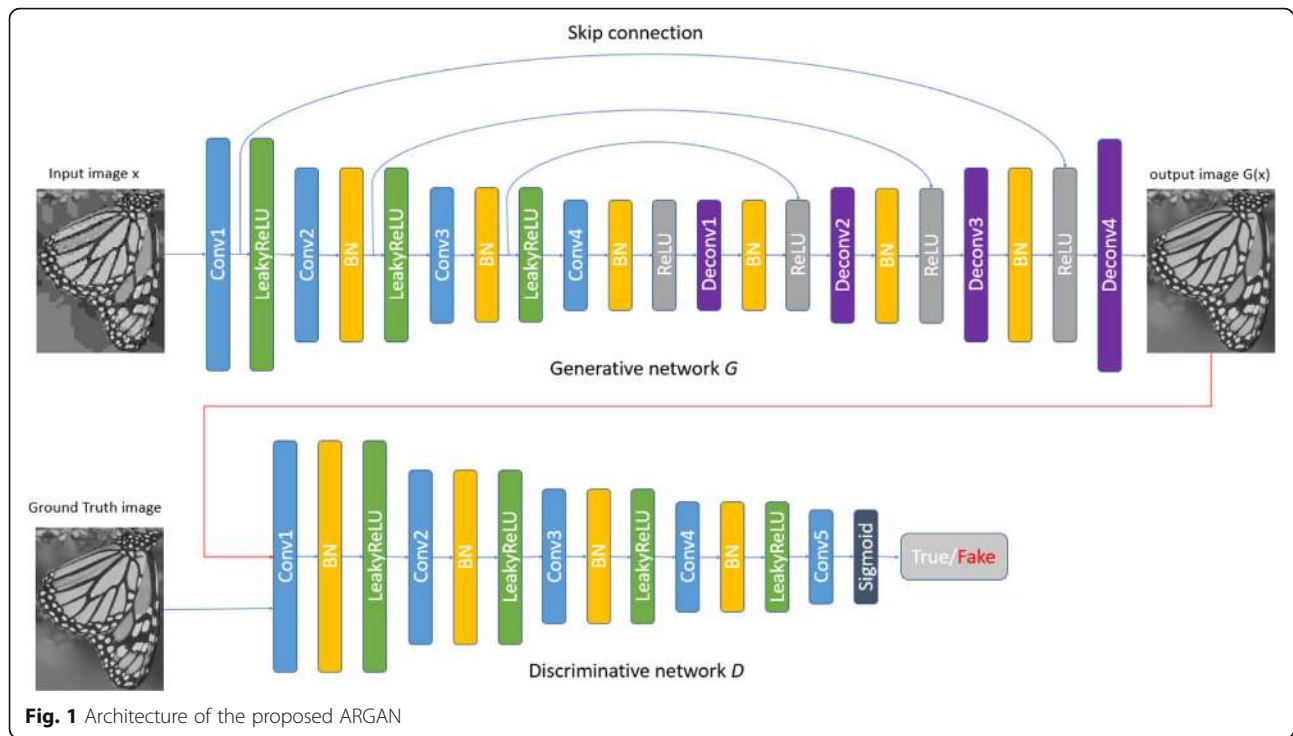 Skip connection
Input image x
output image G(x)
Conv1
LeakyReLU
Conv2
BN
LeakyReLU
Conv3
BN
LeakyReLU
Conv4
BN
ReLU
Deconv1
BN
ReLU
Deconv2
BN
ReLU
Deconv3
BN
ReLU
Deconv4
Generative network G
Ground Truth image
Conv1
BN
LeakyReLU
Conv2
BN
LeakyReLU
Conv3
BN
LeakyReLU
Conv4
BN
LeakyReLU
Conv5
Sigmoid
True/Fake
Discriminative network D
Fig. 1 Architecture of the proposed ARGAN